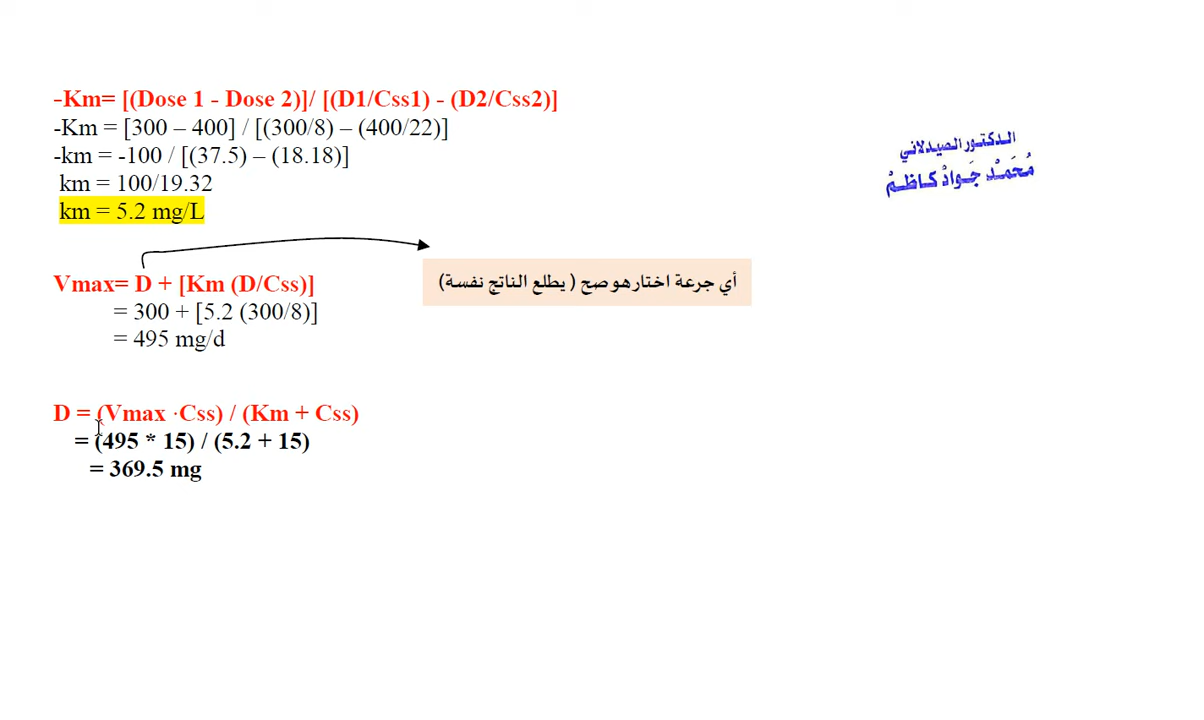 -Km= [(Dose 1 - Dose 2)]/ [(D1/Css1) - (D2/Css2)]
-Km = [300 – 400] / [(300/8) – (400/22)]
-km = -100 / [(37.5) – (18.18)]
km = 100/19.32
km = 5.2 mg/L
الدكتور الصيدلاني
مُحَمَدْ جَوادْ كاظمْ
Vmax= D + [Km (D/Css)]
أي جرعة اختار هو صح ( يطلع الناتج نفسة)
= 300 + [5.2 (300/8)]
= 495 mg/d
D = (Vmax ·Css) / (Km + Css)
= (495 * 15) / (5.2 + 15)
= 369.5 mg